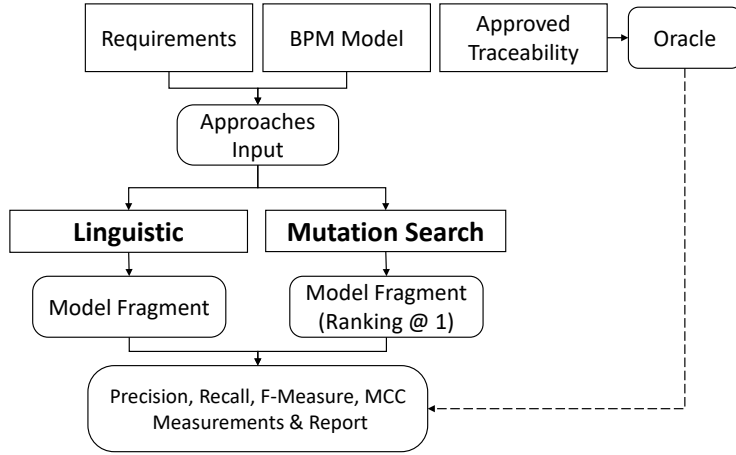 Requirements
BPM Model
Approved
Traceability
Oracle
Approaches
Input
Linguistic
Mutation Search
Model Fragment
Model Fragment
(Ranking @ 1)
Precision, Recall, F-Measure, MCC
Measurements & Report